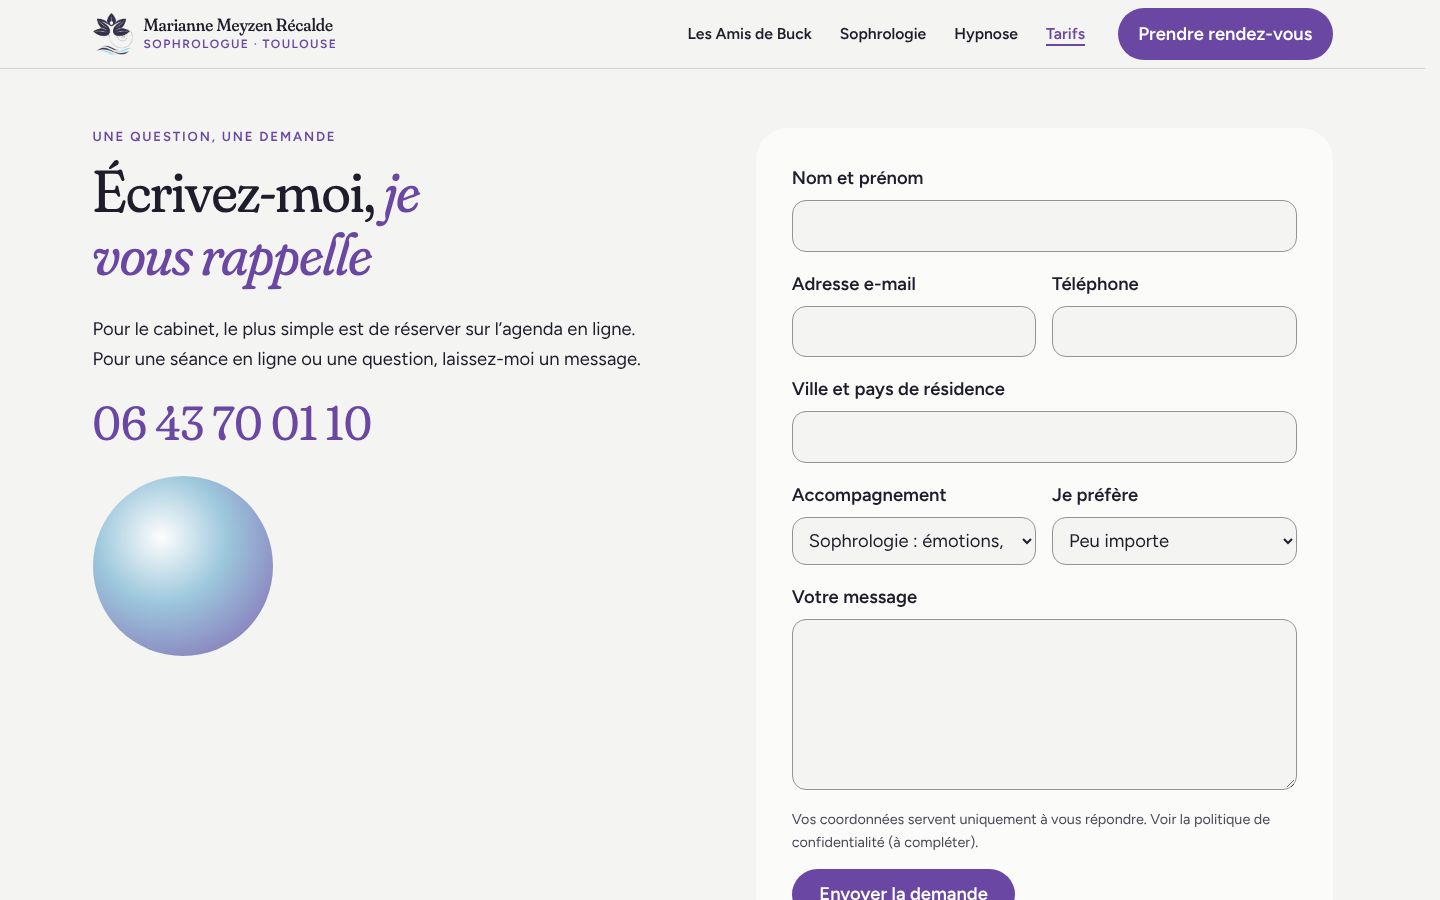 Marianne Meyzen Récalde
SOPHROLOGUE · TOULOUSE
Les Amis de Buck
Sophrologie
Hypnose
Tarifs
Prendre rendez-vous
UNE QUESTION, UNE DEMANDE
Écrivez-moi, je
vous rappelle
Pour le cabinet, le plus simple est de réserver sur l’agenda en ligne.
Pour une séance en ligne ou une question, laissez-moi un message.
06 43 70 01 10
Nom et prénom
Adresse e-mail
Téléphone
Ville et pays de résidence
Accompagnement
Je préfère
Sophrologie : émotions,
Peu importe
Votre message
Vos coordonnées servent uniquement à vous répondre. Voir la politique de
confidentialité (à compléter).
Envoyer la demande